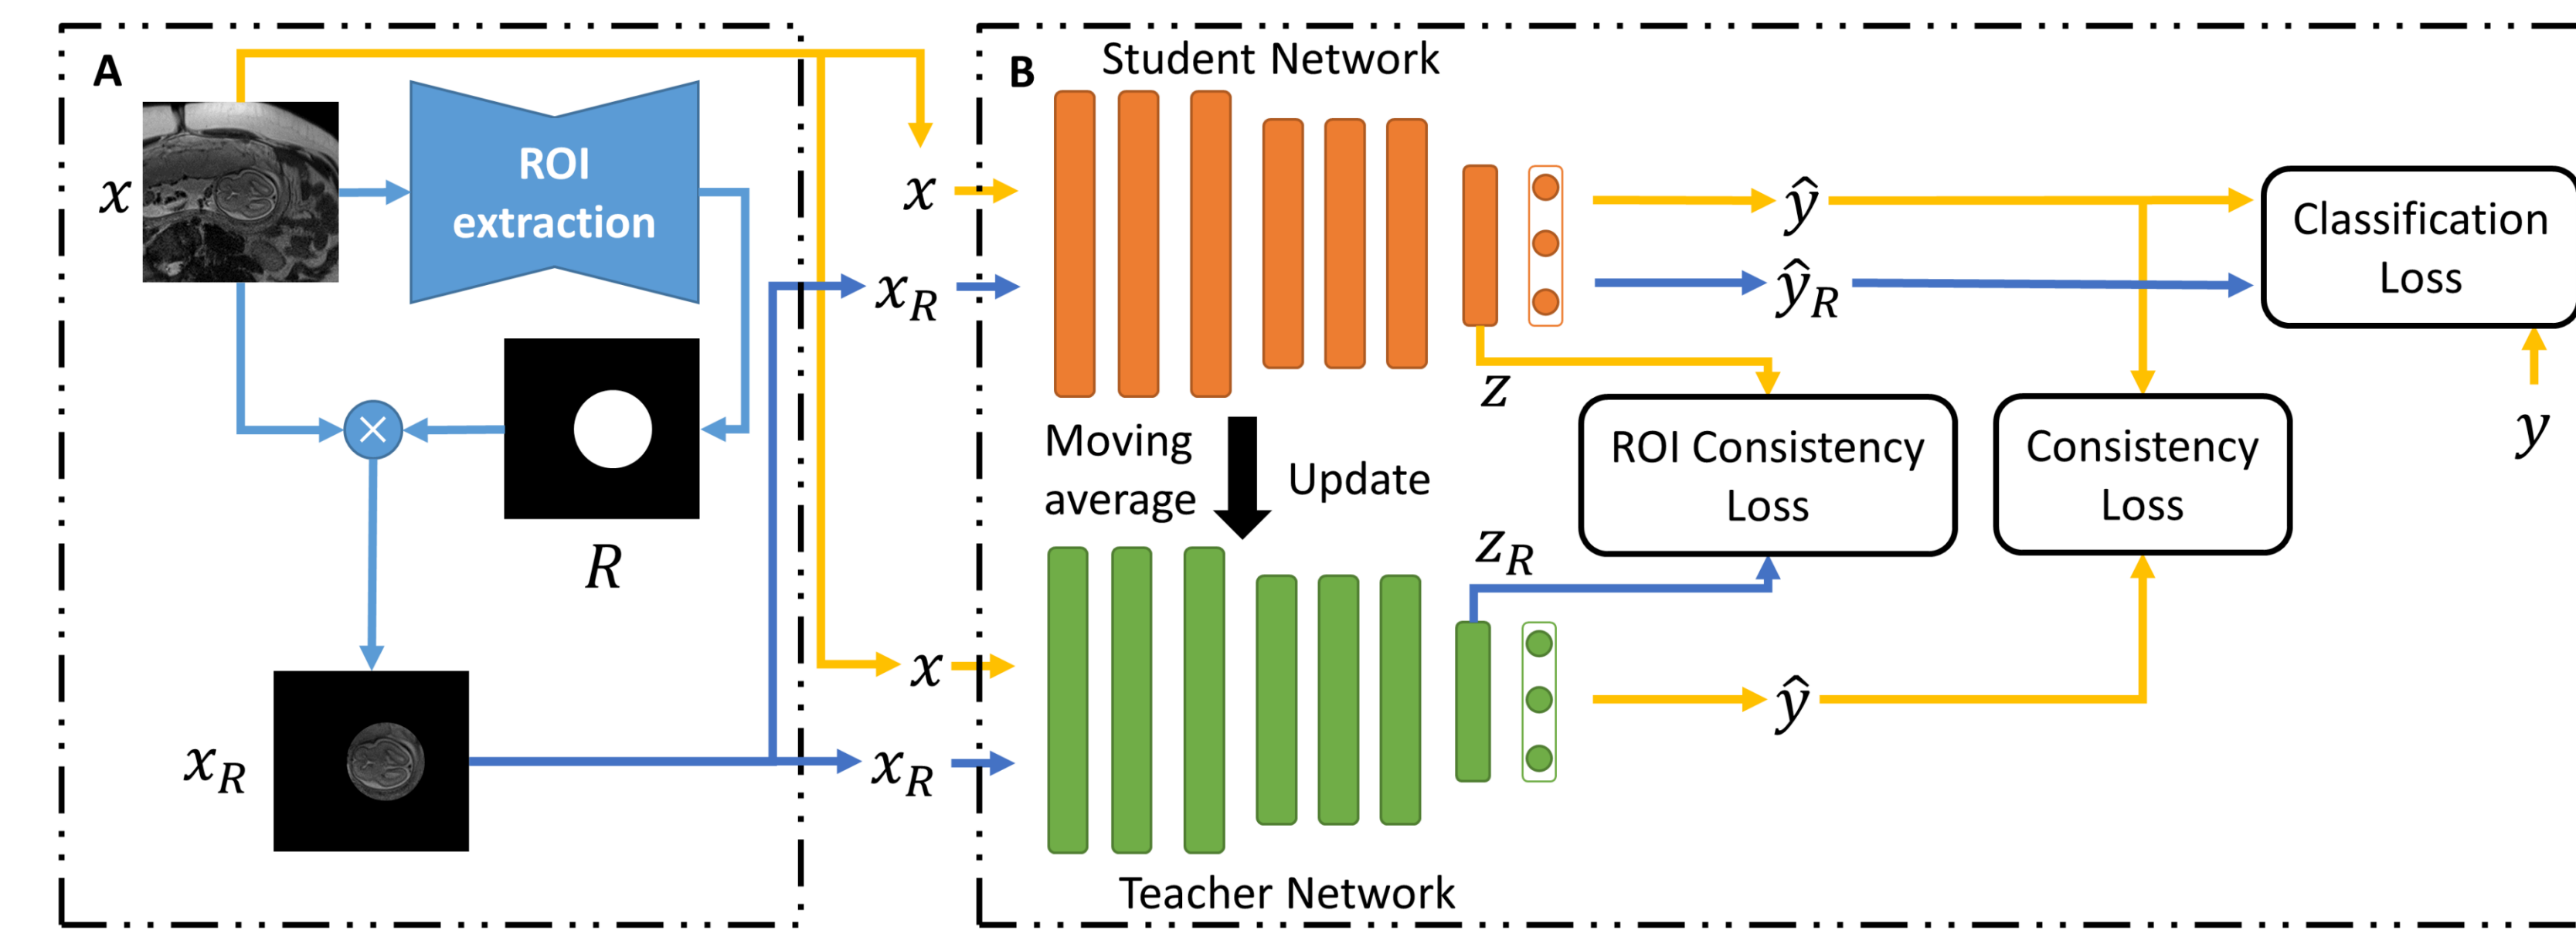 A
x
ROI
extraction
R
x_R
x
x_R
x
x_R
B
Student Network
ŷ
ŷ_R
Classification
Loss
y
z
Moving
average
Update
ROI Consistency
Loss
Consistency
Loss
z_R
ŷ
Teacher Network